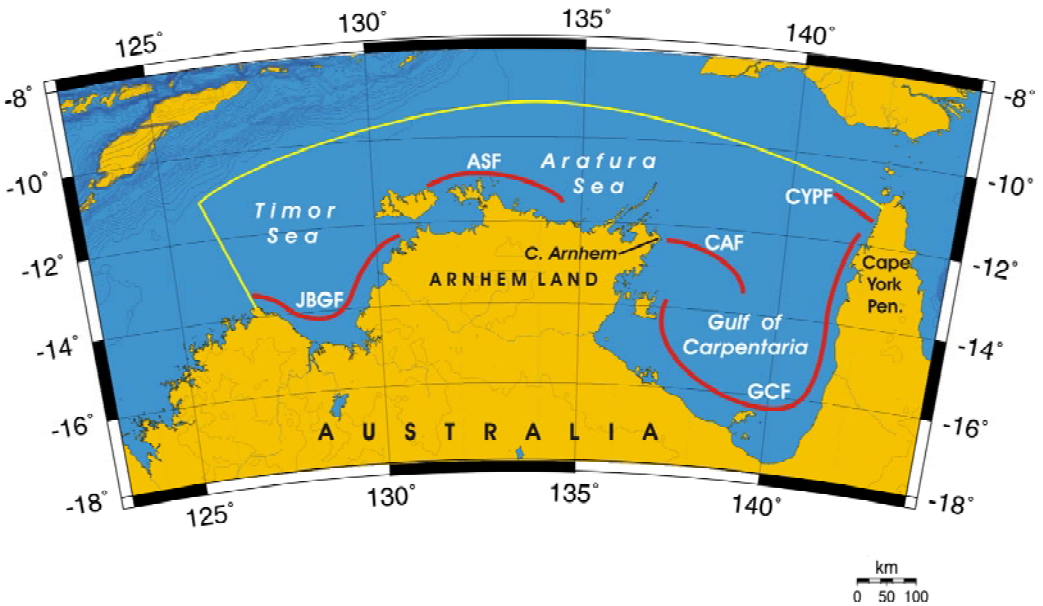 125° 130° 135° 140°
-8° -8°
ASF Arafura
Sea
-10° -10°
CYPF
Timor
Sea
C. Arnhem CAF
-12° Cape -12°
York
Pen.
ARNHEM LAND
JBGF
Gulf of
Carpentaria
-14° -14°
GCF
-16° AUSTRALIA -16°
-18° -18°
125° 130° 135° 140°
km
0 50 100